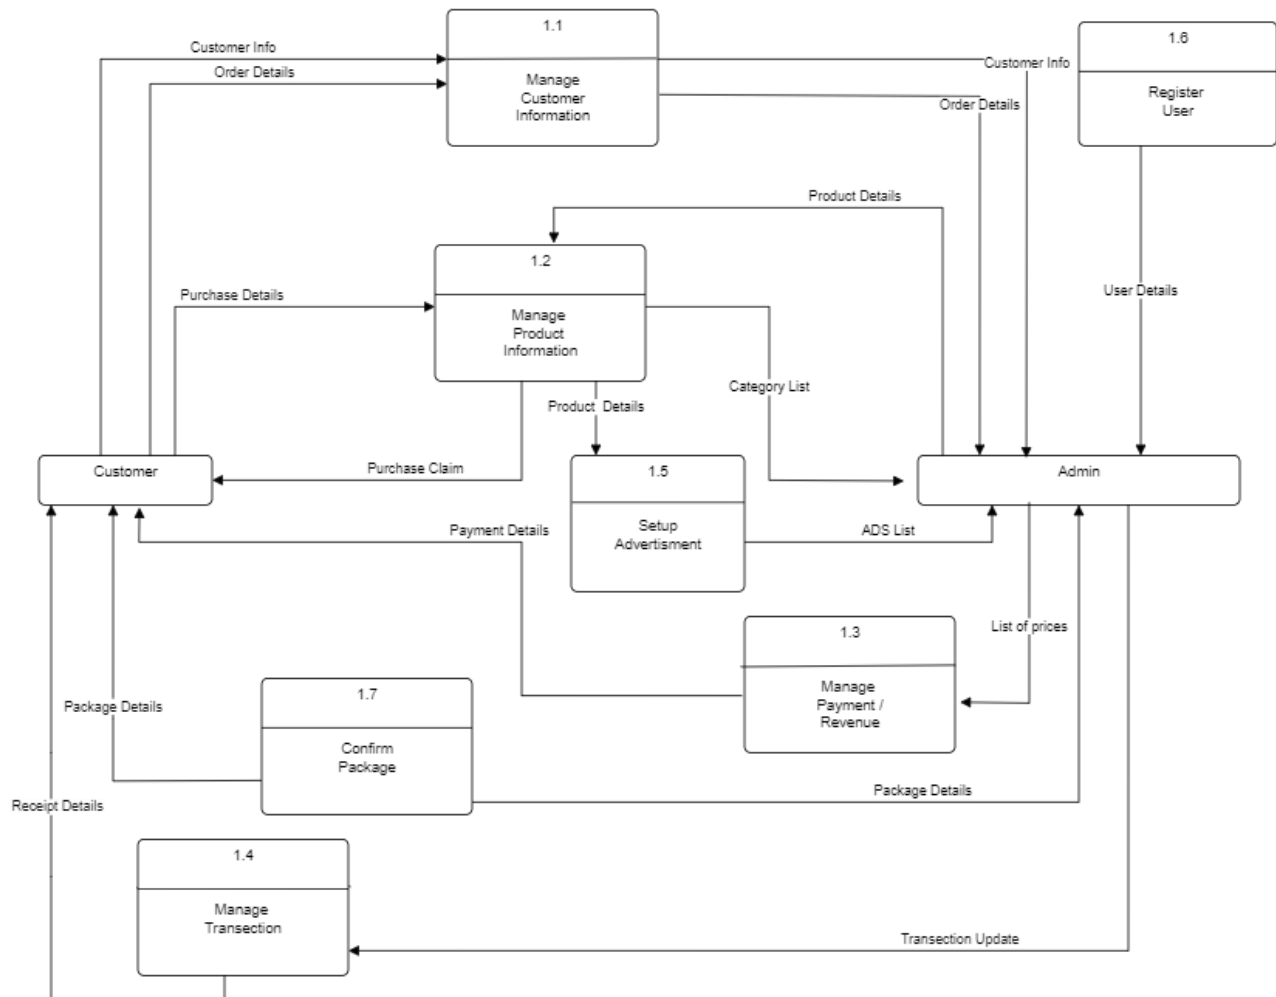 1.1
1.6
Customer Info
Customer Info
Order Details
Manage
Customer
Information
Order Details
Register
User
Product Details
1.2
Purchase Details
User Details
Manage
Product
Information
Category List
Product  Details
Customer
Purchase Claim
1.5
Admin
Payment Details
Setup
Advertisment
ADS List
1.3
List of prices
1.7
Manage
Payment /
Revenue
Package Details
Confirm
Package
Package Details
Receipt Details
1.4
Manage
Transection
Transection Update